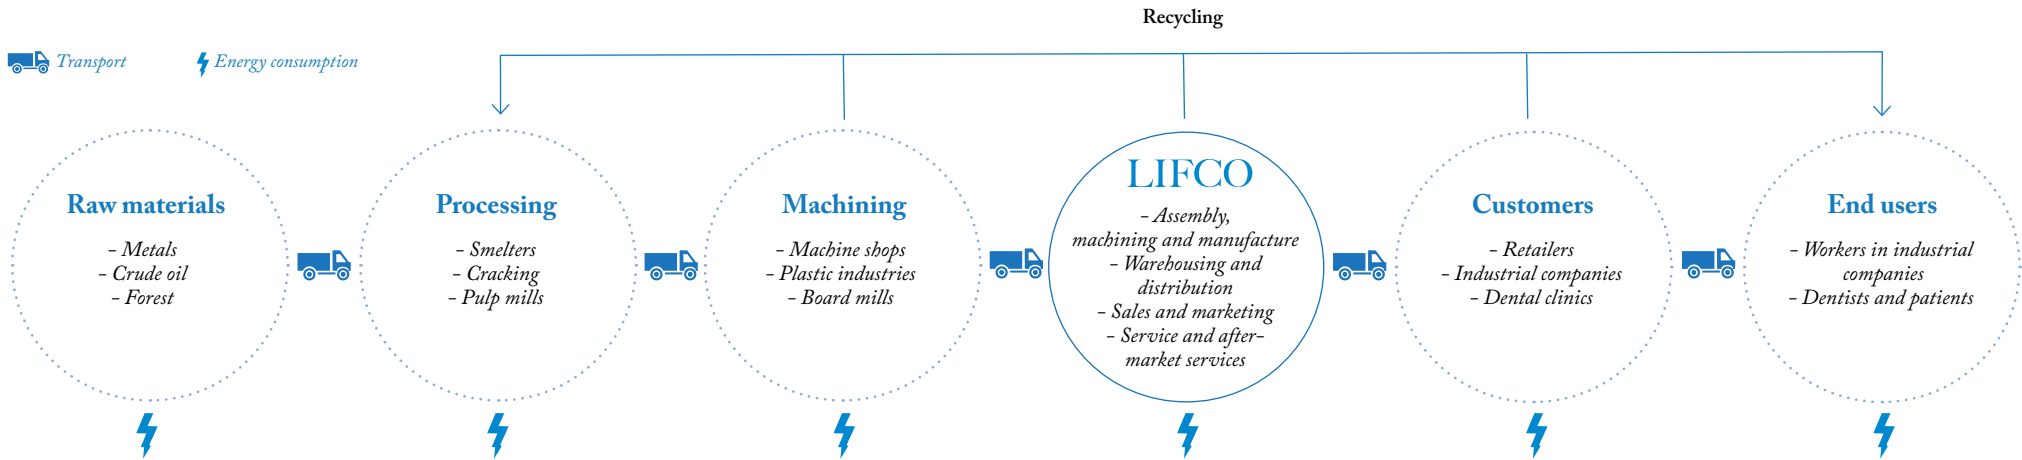 Recycling
Transport
Energy consumption
Raw materials
- Metals
- Crude oil
- Forest
Processing
- Smelters
- Cracking
- Pulp mills
Machining
- Machine shops
- Plastic industries
- Board mills
LIFCO
- Assembly,
machining and manufacture
- Warehousing and
distribution
- Sales and marketing
- Service and after-
market services
Customers
- Retailers
- Industrial companies
- Dental clinics
End users
- Workers in industrial
companies
- Dentists and patients